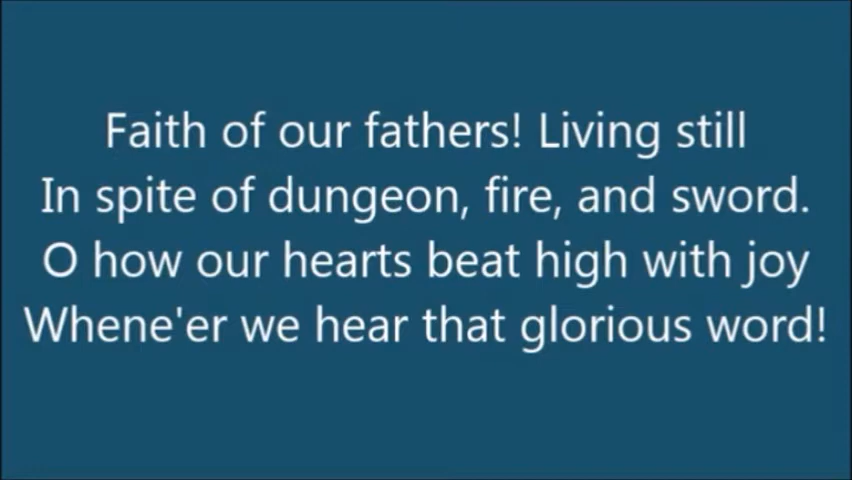 Faith of our fathers! Living still
In spite of dungeon, fire, and sword.
O how our hearts beat high with joy
Whene'er we hear that glorious word!